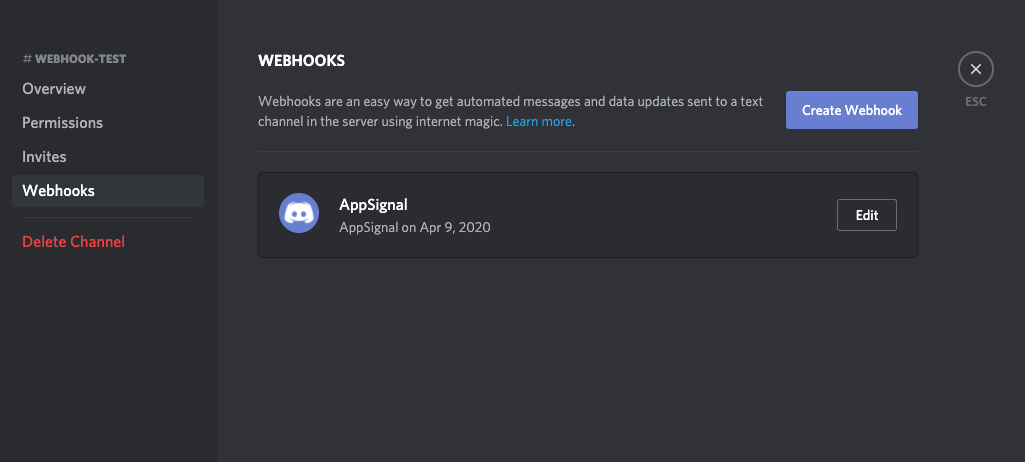 # WEBHOOK-TEST
Overview
Permissions
Invites
Webhooks
Delete Channel
WEBHOOKS
Webhooks are an easy way to get automated messages and data updates sent to a text
channel in the server using internet magic. Learn more.
Create Webhook
AppSignal
AppSignal on Apr 9, 2020
Edit
ESC